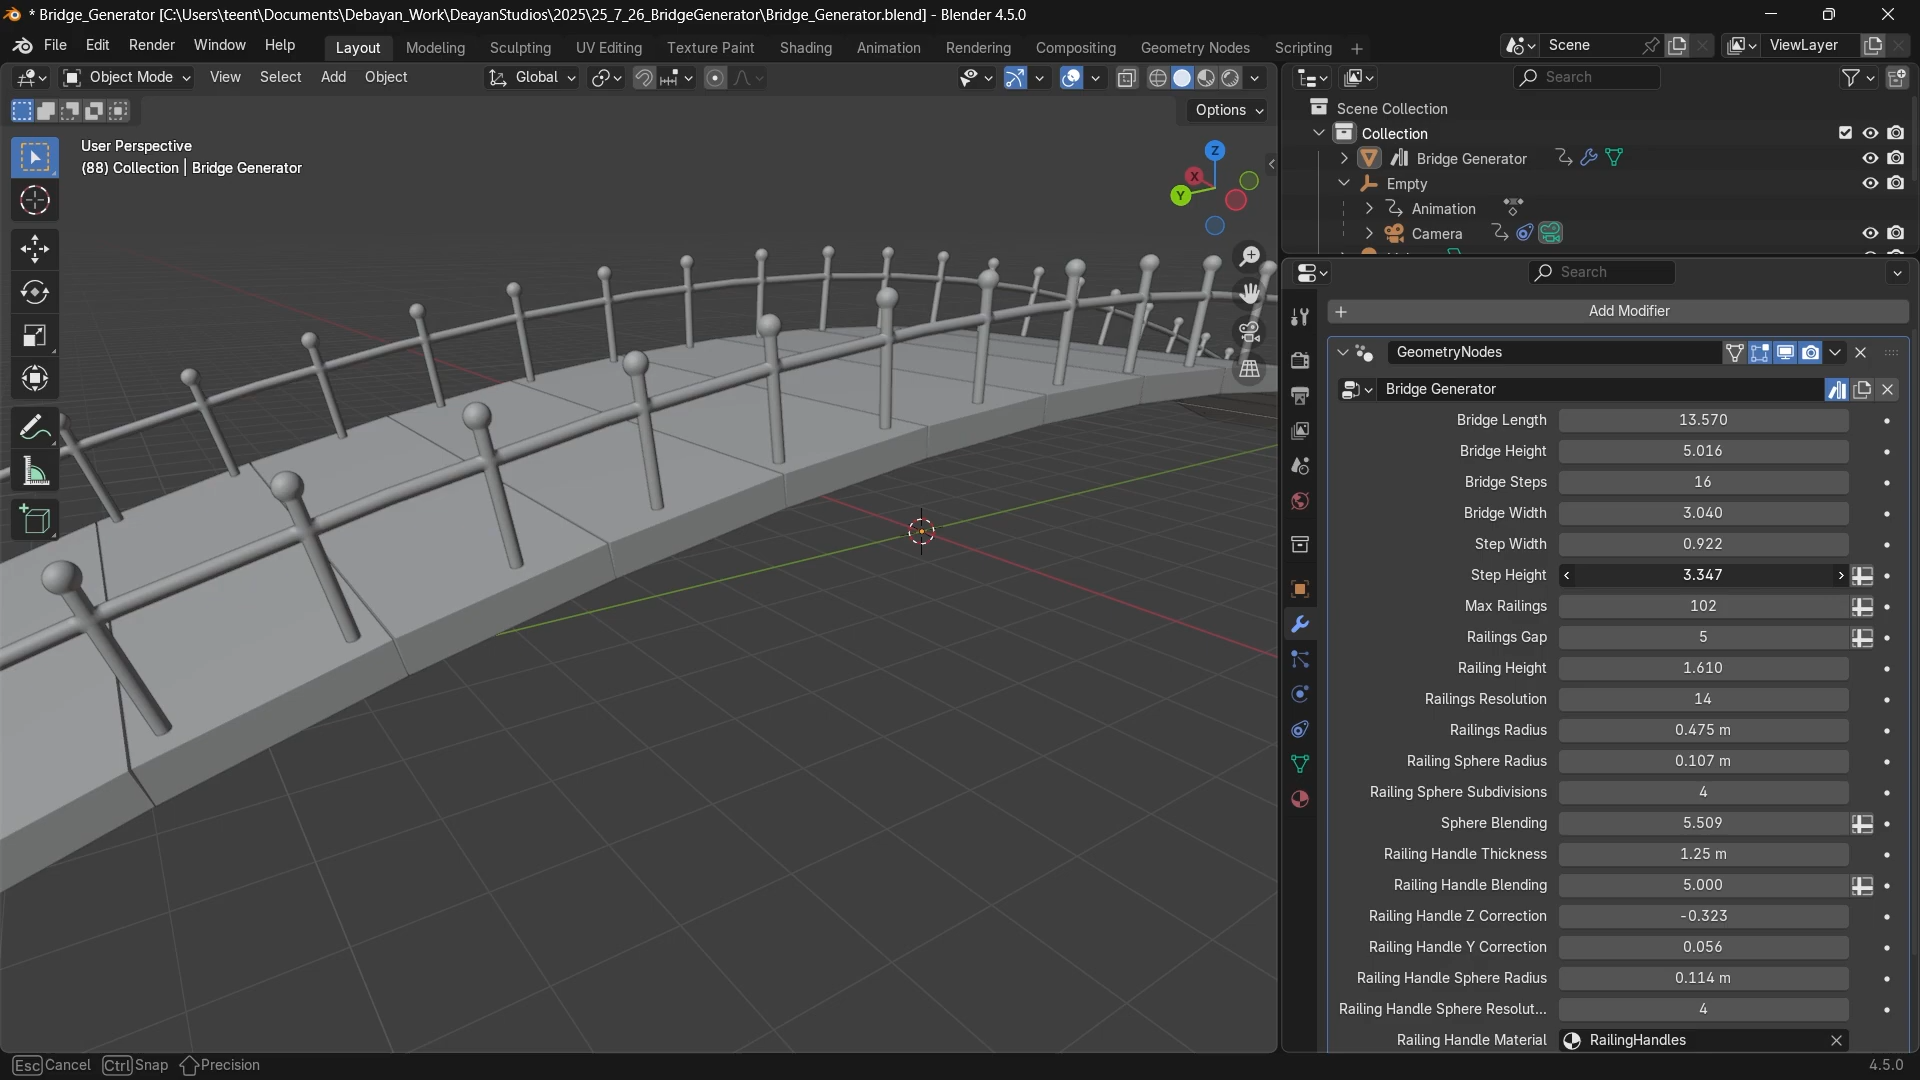 * Bridge_Generator [C:\Users\teent\Documents\Debayan_Work\DeayanStudios\2025\25_7_26_BridgeGenerator\Bridge_Generator.blend] - Blender 4.5.0
File Edit Render Window Help Layout Modeling Sculpting UV Editing Texture Paint Shading Animation Rendering Compositing Geometry Nodes Scripting + Scene ViewLayer
Object Mode View Select Add Object Global
Options
User Perspective
(88) Collection | Bridge Generator
Z
X
Y
Search
Scene Collection
Collection
Bridge Generator
Empty
Animation
Camera
Search
Add Modifier
GeometryNodes
Bridge Generator
Bridge Length 13.570
Bridge Height 5.016
Bridge Steps 16
Bridge Width 3.040
Step Width 0.922
Step Height 3.347
Max Railings 102
Railings Gap 5
Railing Height 1.610
Railings Resolution 14
Railings Radius 0.475 m
Railing Sphere Radius 0.107 m
Railing Sphere Subdivisions 4
Sphere Blending 5.509
Railing Handle Thickness 1.25 m
Railing Handle Blending 5.000
Railing Handle Z Correction -0.323
Railing Handle Y Correction 0.056
Railing Handle Sphere Radius 0.114 m
Railing Handle Sphere Resolut... 4
Railing Handle Material RailingHandles
Esc Cancel Ctrl Snap Precision
4.5.0